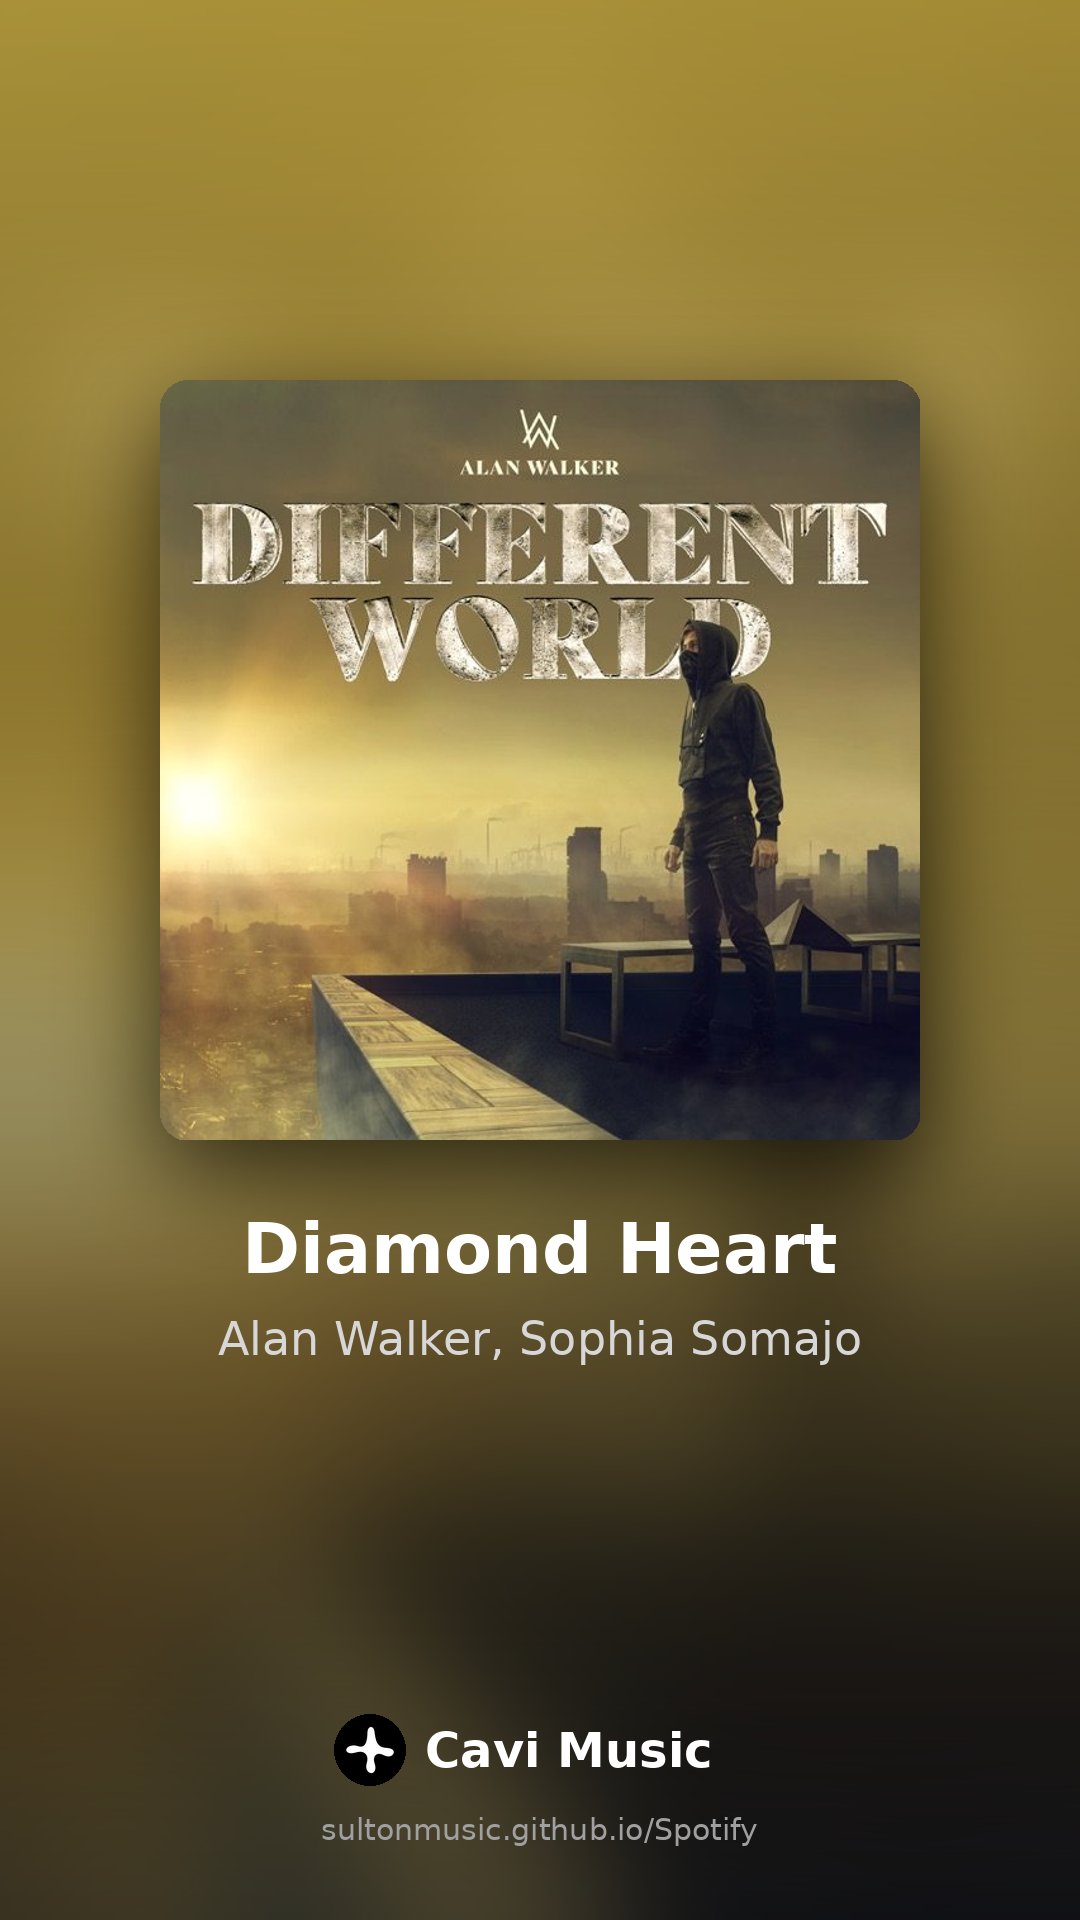 ALAN WALKER
DIFFERENT
WORLD
Diamond Heart
Alan Walker, Sophia Somajo
Cavi Music
sultonmusic.github.io/Spotify